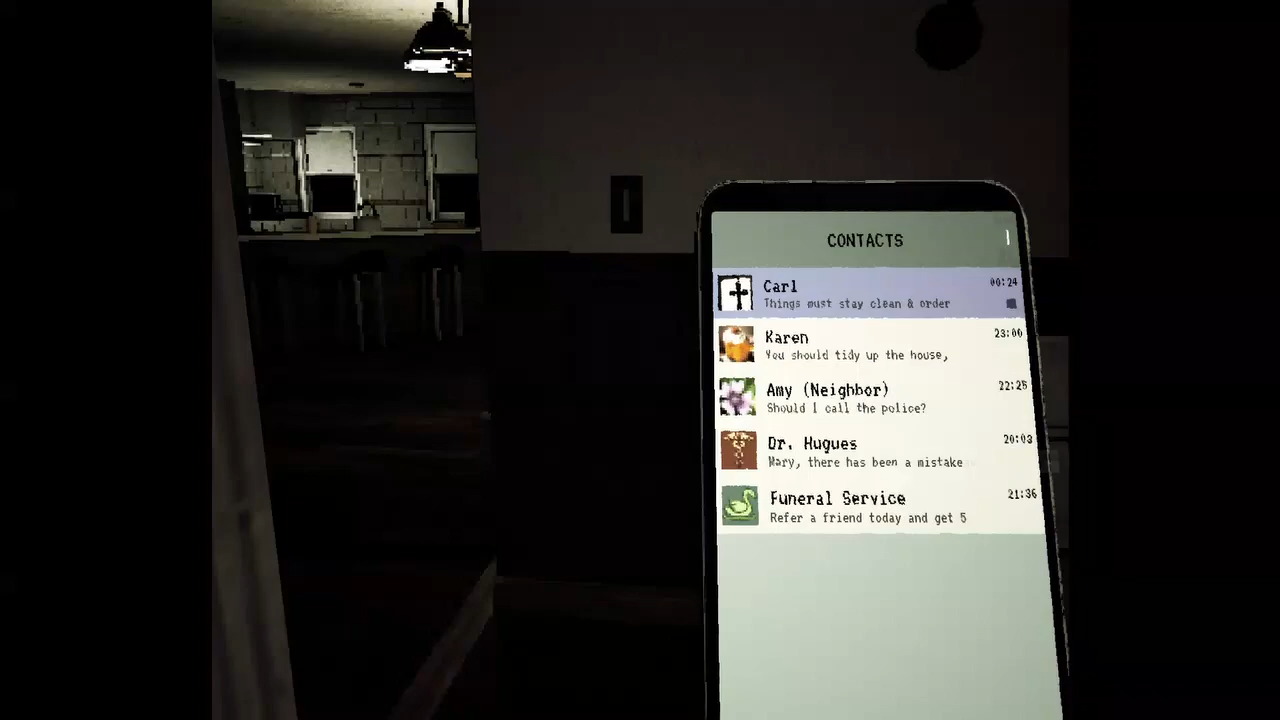 CONTACTS
Carl
00:24
Things must stay clean & order
Karen
23:00
You should tidy up the house,
Amy (Neighbor)
22:25
Should I call the police?
Dr. Hugues
20:03
Mary, there has been a mistake
Funeral Service
21:36
Refer a friend today and get 5